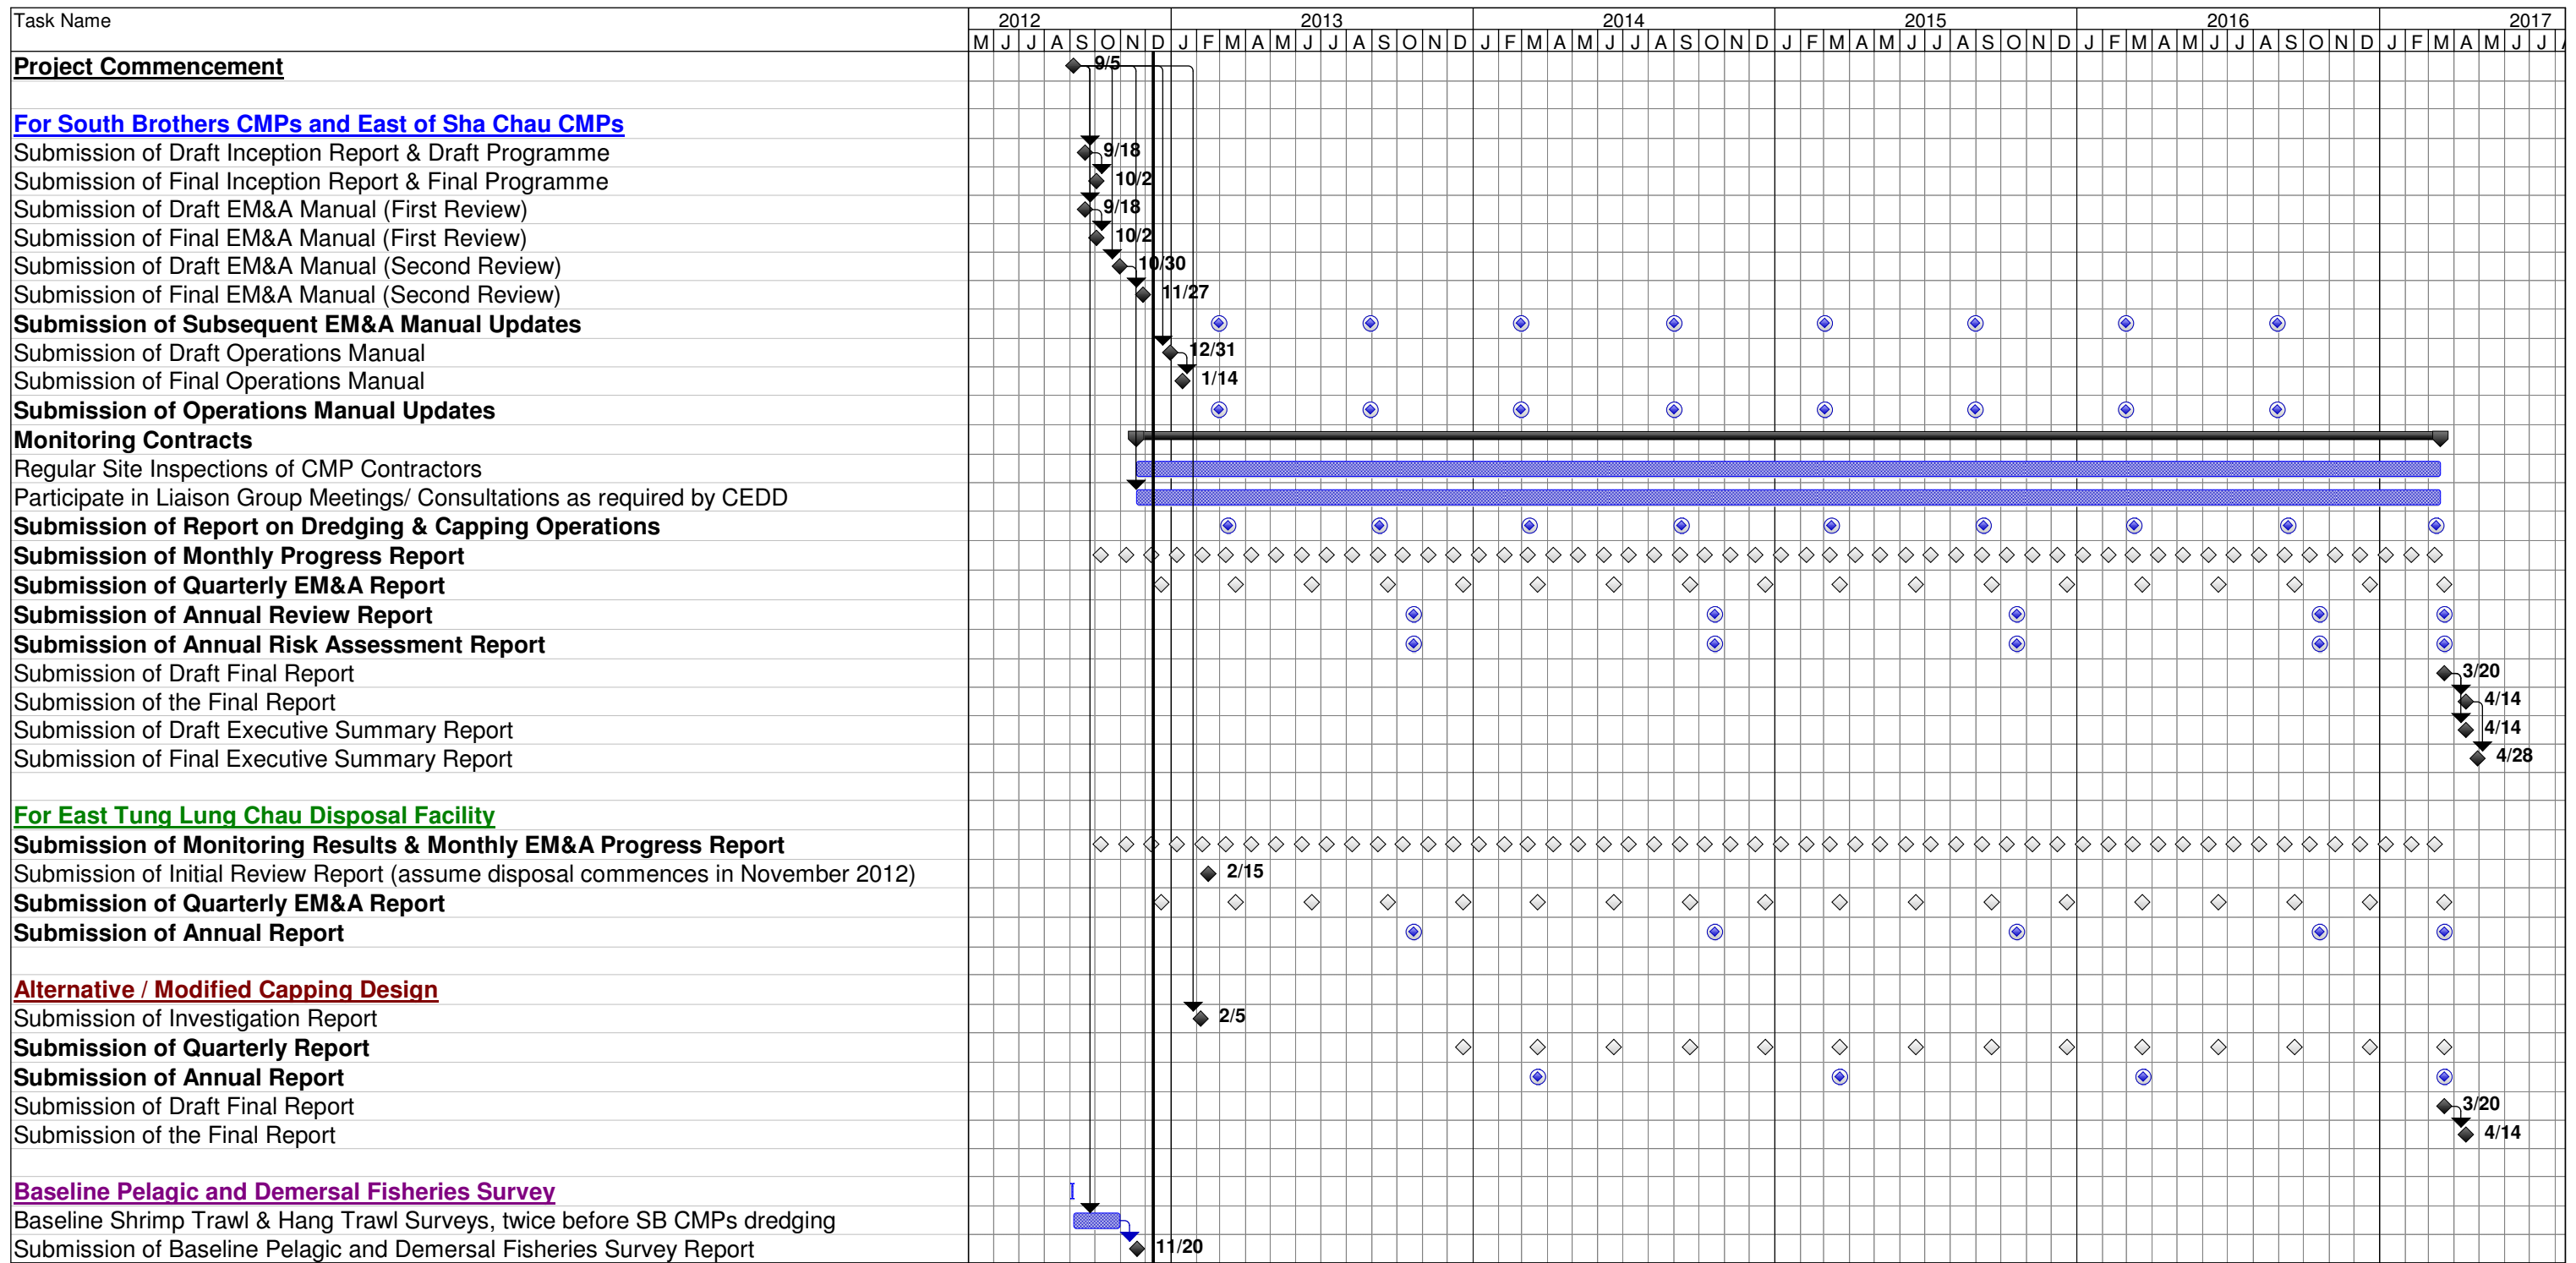 Task Name 2012 2013 2014 2015 2016 2017
M J J A S O N D J F M A M J J A S O N D J F M A M J J A S O N D J F M A M J J A S O N D J F M A M J J A S O N D J F M A M J J
Project Commencement 9/5
For South Brothers CMPs and East of Sha Chau CMPs
Submission of Draft Inception Report & Draft Programme 9/18
Submission of Final Inception Report & Final Programme 10/2
Submission of Draft EM&A Manual (First Review) 9/18
Submission of Final EM&A Manual (First Review) 10/2
Submission of Draft EM&A Manual (Second Review) 10/30
Submission of Final EM&A Manual (Second Review) 11/27
Submission of Subsequent EM&A Manual Updates
Submission of Draft Operations Manual 12/31
Submission of Final Operations Manual 1/14
Submission of Operations Manual Updates
Monitoring Contracts
Regular Site Inspections of CMP Contractors
Participate in Liaison Group Meetings/ Consultations as required by CEDD
Submission of Report on Dredging & Capping Operations
Submission of Monthly Progress Report
Submission of Quarterly EM&A Report
Submission of Annual Review Report
Submission of Annual Risk Assessment Report
Submission of Draft Final Report 3/20
Submission of the Final Report 4/14
Submission of Draft Executive Summary Report 4/14
Submission of Final Executive Summary Report 4/28
For East Tung Lung Chau Disposal Facility
Submission of Monitoring Results & Monthly EM&A Progress Report
Submission of Initial Review Report (assume disposal commences in November 2012) 2/15
Submission of Quarterly EM&A Report
Submission of Annual Report
Alternative / Modified Capping Design
Submission of Investigation Report 2/5
Submission of Quarterly Report
Submission of Annual Report
Submission of Draft Final Report 3/20
Submission of the Final Report 4/14
Baseline Pelagic and Demersal Fisheries Survey
Baseline Shrimp Trawl & Hang Trawl Surveys, twice before SB CMPs dredging
Submission of Baseline Pelagic and Demersal Fisheries Survey Report 11/20